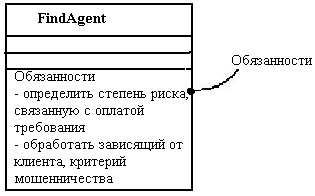 FindAgent
Обязанности
- определить степень риска,
связанную с оплатой
требования
- обработать зависящий от
клиента, критерий
мошенничества
Обязанности